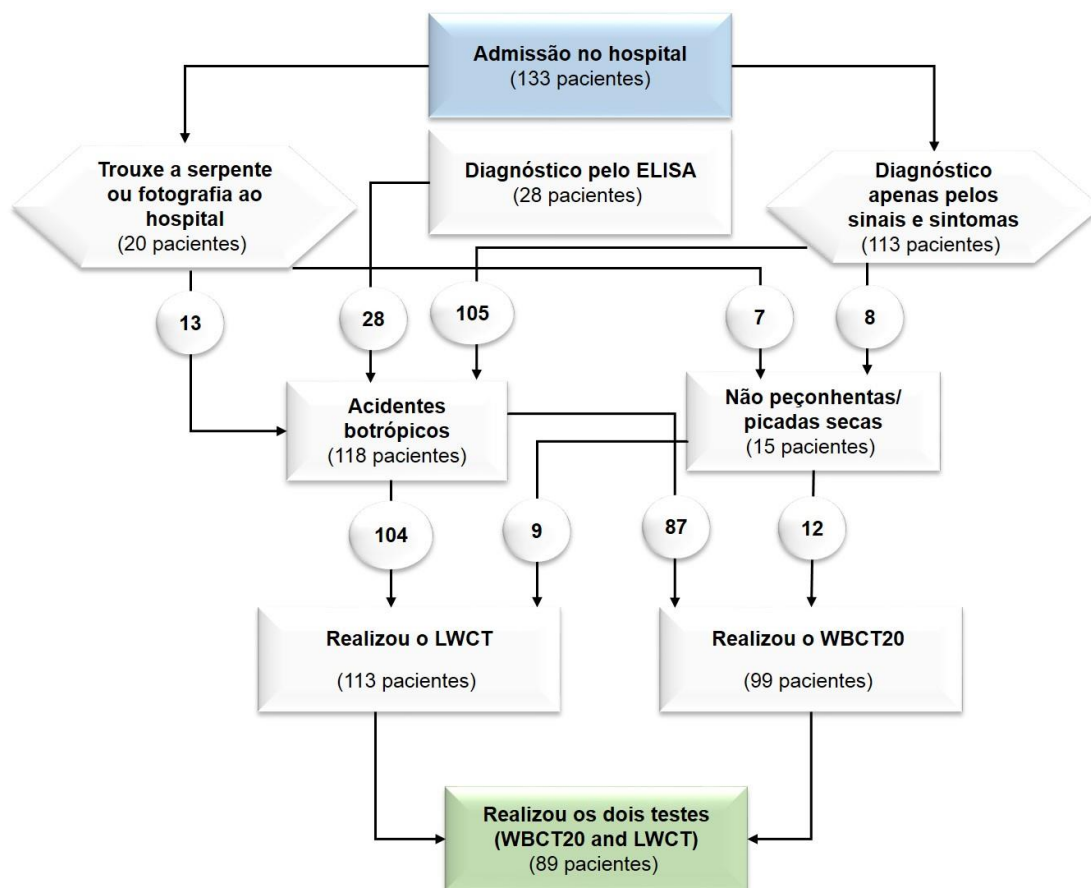 Admissão no hospital
(133 pacientes)
Trouxe a serpente
ou fotografia ao
hospital
(20 pacientes)
Diagnóstico pelo ELISA
(28 pacientes)
Diagnóstico
apenas pelos
sinais e sintomas
(113 pacientes)
13
28
105
7
8
Acidentes
botrópicos
(118 pacientes)
Não peçonhentas/
picadas secas
(15 pacientes)
104
9
87
12
Realizou o LWCT
(113 pacientes)
Realizou o WBCT20
(99 pacientes)
Realizou os dois testes
(WBCT20 and LWCT)
(89 pacientes)